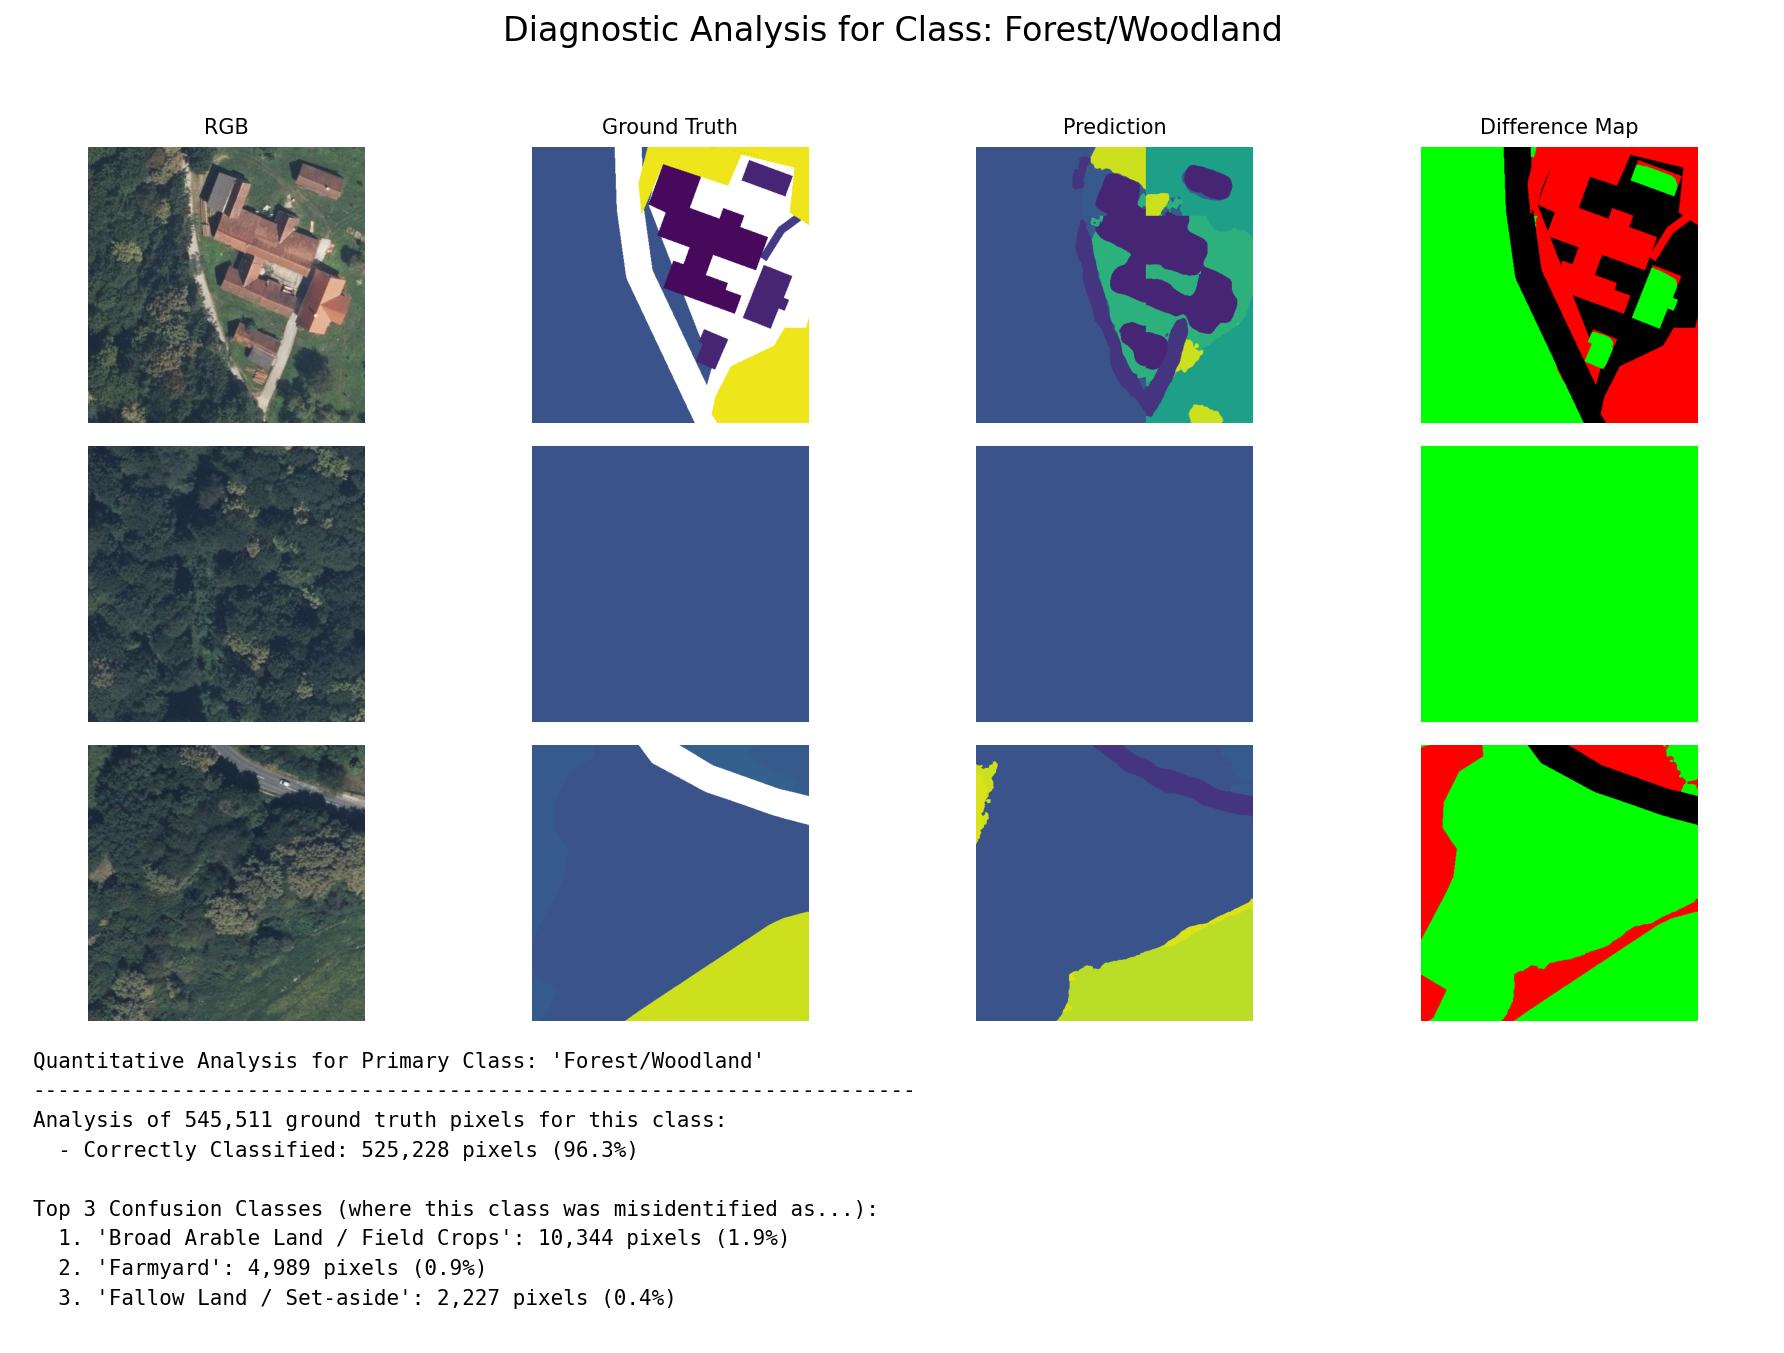 Diagnostic Analysis for Class: Forest/Woodland
RGB
Ground Truth
Prediction
Difference Map
Quantitative Analysis for Primary Class: 'Forest/Woodland'
----------------------------------------------------------------------
Analysis of 545,511 ground truth pixels for this class:
- Correctly Classified: 525,228 pixels (96.3%)
Top 3 Confusion Classes (where this class was misidentified as...):
1. 'Broad Arable Land / Field Crops': 10,344 pixels (1.9%)
2. 'Farmyard': 4,989 pixels (0.9%)
3. 'Fallow Land / Set-aside': 2,227 pixels (0.4%)